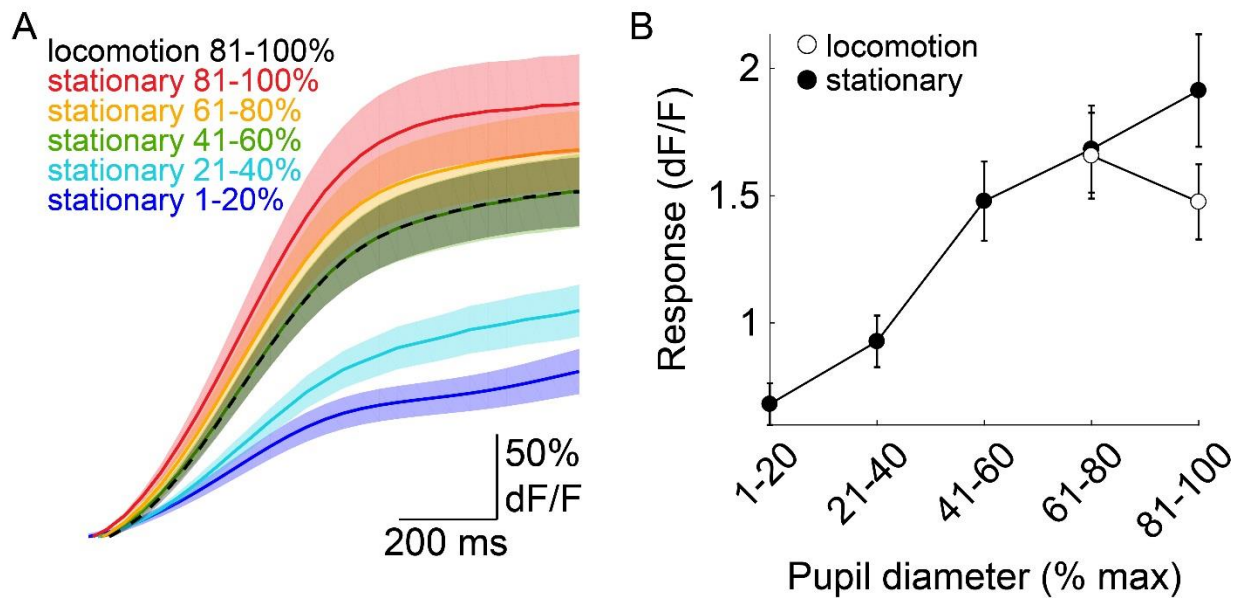 A
locomotion 81-100%
stationary 81-100%
stationary 61-80%
stationary 41-60%
stationary 21-40%
stationary 1-20%
50%
dF/F
200 ms
B
locomotion
stationary
Response (dF/F)
2
1.5
1
1-20
21-40
41-60
61-80
81-100
Pupil diameter (% max)